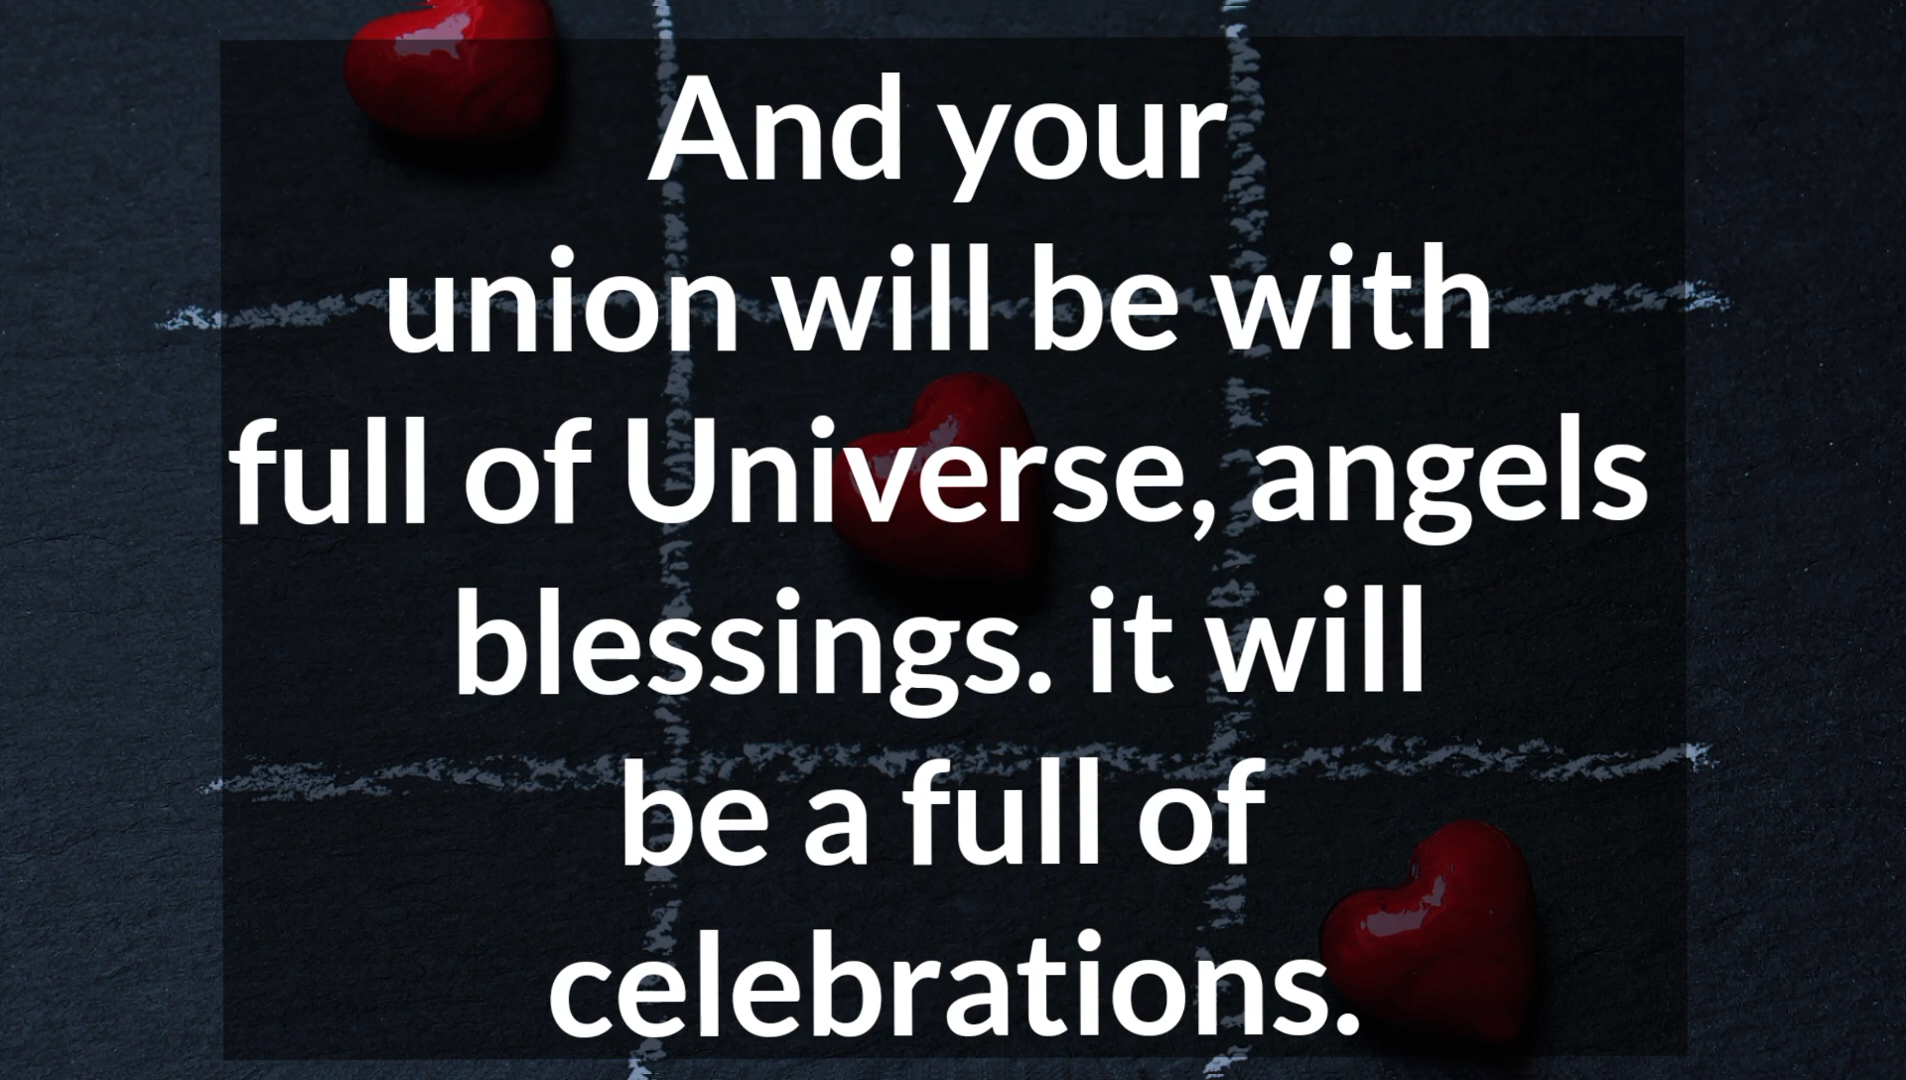 And your
union will be with
full of Universe, angels
blessings. it will
be a full of
celebrations.